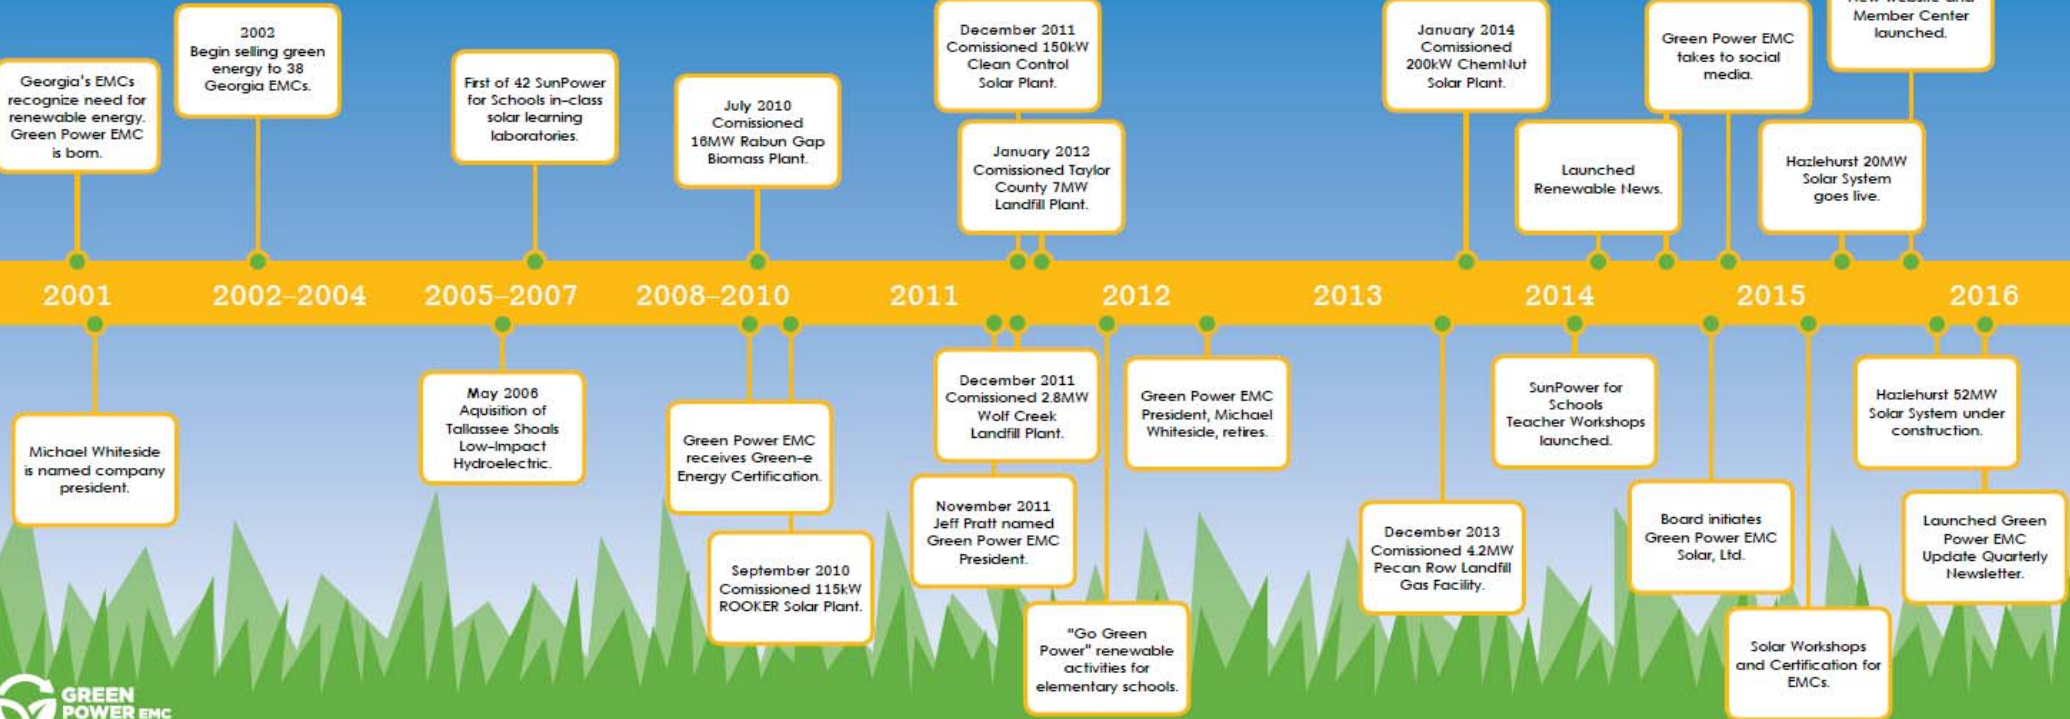 Georgia's EMCs
recognize need for
renewable energy.
Green Power EMC
is born.
2002
Begin selling green
energy to 38
Georgia EMCs.
First of 42 SunPower
for Schools in-class
solar learning
laboratories.
July 2010
Comissioned
16MW Rabun Gap
Biomass Plant.
December 2011
Comissioned 150kW
Clean Control
Solar Plant.
January 2012
Comissioned Taylor
County 7MW
Landfill Plant.
January 2014
Comissioned
200kW ChemNut
Solar Plant.
Launched
Renewable News.
Green Power EMC
takes to social
media.
New website and
Member Center
launched.
Hazlehurst 20MW
Solar System
goes live.
2001 2002-2004 2005-2007 2008-2010 2011 2012 2013 2014 2015 2016
Michael Whiteside
is named company
president.
May 2006
Aquisition of
Tallassee Shoals
Low-Impact
Hydroelectric.
Green Power EMC
receives Green-e
Energy Certification.
September 2010
Comissioned 115kW
ROOKER Solar Plant.
December 2011
Comissioned 2.8MW
Wolf Creek
Landfill Plant.
November 2011
Jeff Pratt named
Green Power EMC
President.
"Go Green
Power" renewable
activities for
elementary schools.
Green Power EMC
President, Michael
Whiteside, retires.
December 2013
Comissioned 4.2MW
Pecan Row Landfill
Gas Facility.
SunPower for
Schools
Teacher Workshops
launched.
Board initiates
Green Power EMC
Solar, Ltd.
Solar Workshops
and Certification for
EMCs.
Hazlehurst 52MW
Solar System under
construction.
Launched Green
Power EMC
Update Quarterly
Newsletter.
GREEN
POWER EMC